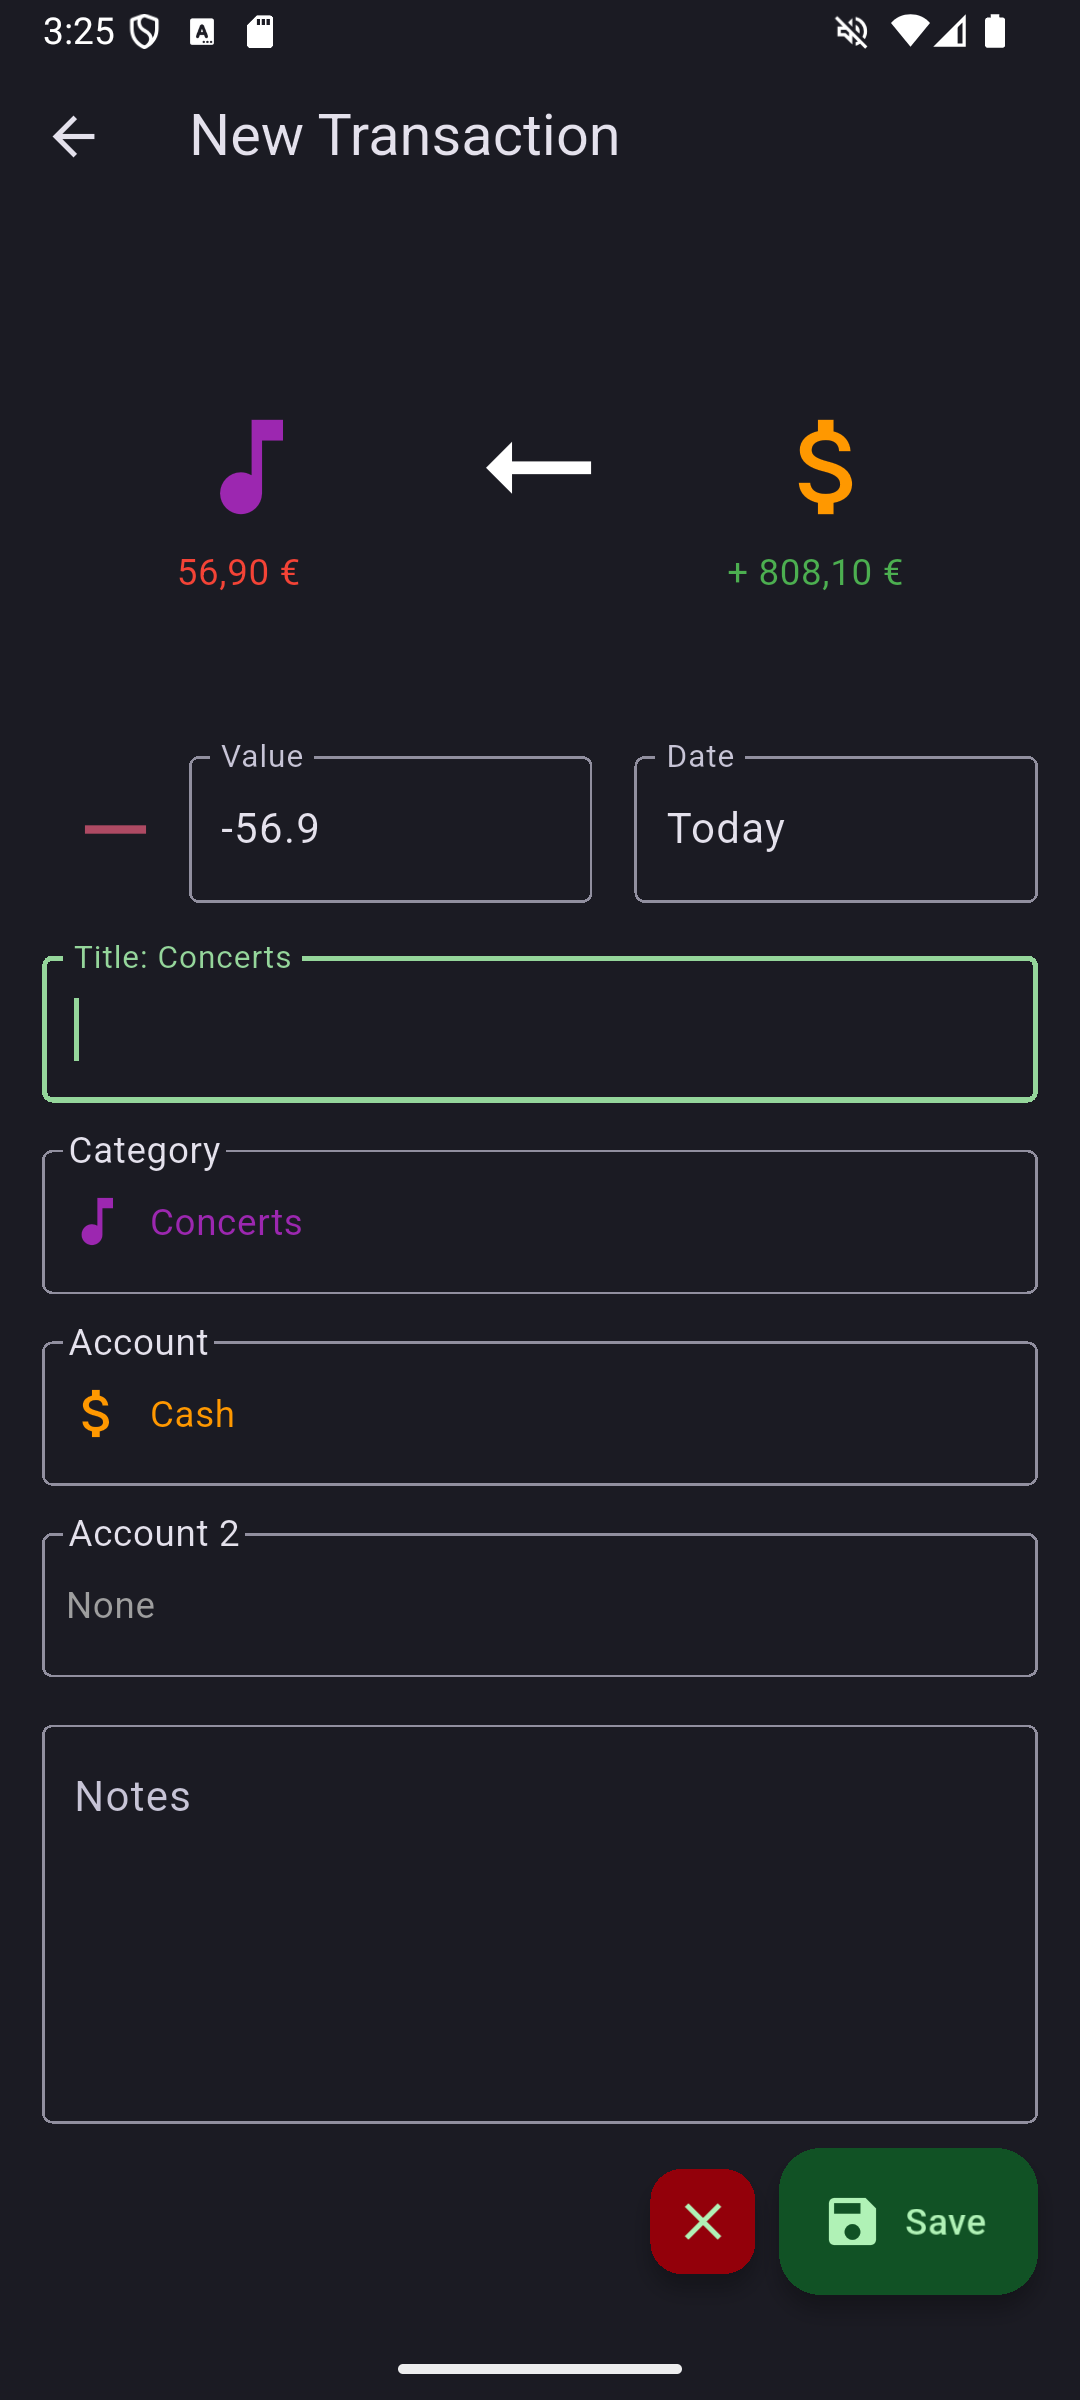 3:25
New Transaction
56,90 €
+ 808,10 €
Value
Date
-56.9
Today
Title: Concerts
Category
Concerts
Account
Cash
Account 2
None
Notes
Save